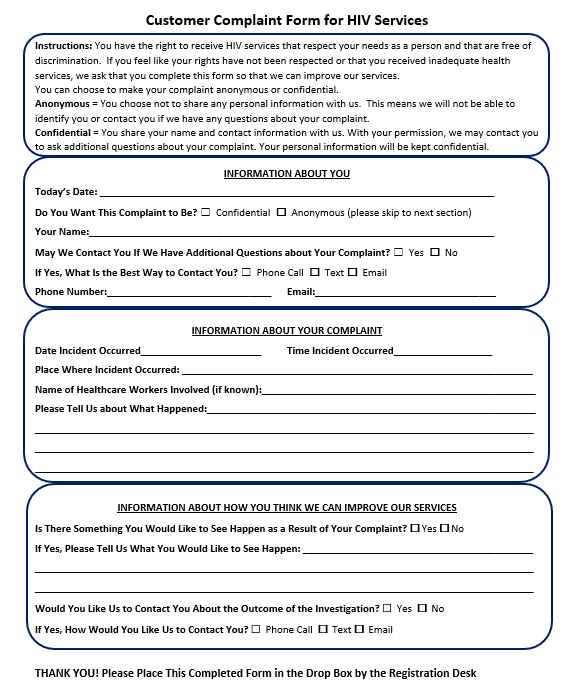 Customer Complaint Form for HIV Services
Instructions: You have the right to receive HIV services that respect your needs as a person and that are free of
discrimination. If you feel like your rights have not been respected or that you received inadequate health
services, we ask that you complete this form so that we can improve our services.
You can choose to make your complaint anonymous or confidential.
Anonymous = You choose not to share any personal information with us. This means we will not be able to
identify you or contact you if we have any questions about your complaint.
Confidential = You share your name and contact information with us. With your permission, we may contact you
to ask additional questions about your complaint. Your personal information will be kept confidential.
INFORMATION ABOUT YOU
Today's Date: ______________________________
Do You Want This Complaint to Be? ☐ Confidential ☐ Anonymous (please skip to next section)
Your Name:______________________________
May We Contact You If We Have Additional Questions about Your Complaint? ☐ Yes ☐ No
If Yes, What Is the Best Way to Contact You? ☐ Phone Call ☐ Text ☐ Email
Phone Number:____________________ Email:____________________
INFORMATION ABOUT YOUR COMPLAINT
Date Incident Occurred____________________ Time Incident Occurred____________________
Place Where Incident Occurred: ______________________________
Name of Healthcare Workers Involved (if known):______________________________
Please Tell Us about What Happened:______________________________
INFORMATION ABOUT HOW YOU THINK WE CAN IMPROVE OUR SERVICES
Is There Something You Would Like to See Happen as a Result of Your Complaint? ☐Yes ☐No
If Yes, Please Tell Us What You Would Like to See Happen: ______________________________
Would You Like Us to Contact You About the Outcome of the Investigation? ☐ Yes ☐ No
If Yes, How Would You Like Us to Contact You? ☐ Phone Call ☐ Text ☐ Email
THANK YOU! Please Place This Completed Form in the Drop Box by the Registration Desk